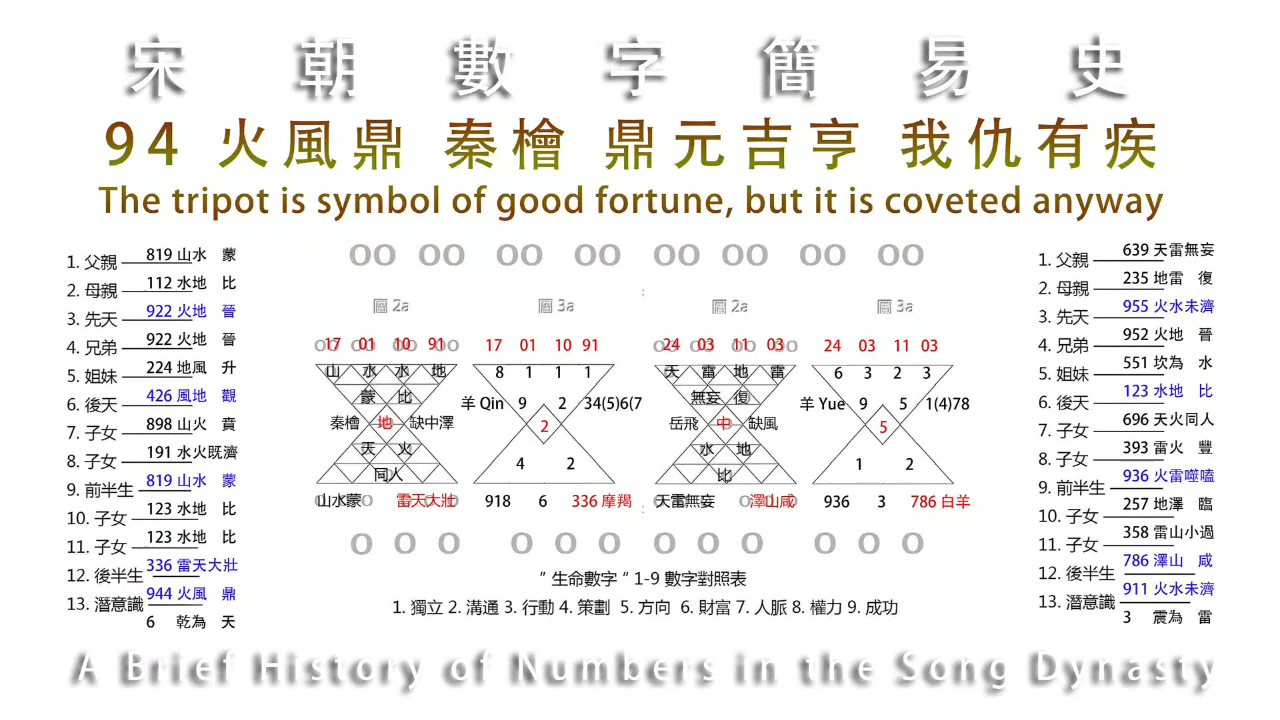 宋朝數字簡易史
94 火風鼎 秦檜 鼎元吉亨 我仇有疾
The tripot is symbol of good fortune, but it is coveted anyway
1. 父親 819 山水 蒙
2. 母親 112 水地 比
3. 先天 922 火地 晉
4. 兄弟 922 火地 晉
5. 姐妹 224 地風 升
6. 後天 426 風地 觀
7. 子女 898 山火 賁
8. 子女 191 水火既濟
9. 前半生 819 山水 蒙
10. 子女 123 水地 比
11. 子女 123 水地 比
12. 後半生 336 雷天大壯
13. 潛意識 944 火風 鼎
6 乾為 天
OO OO OO OO OO OO OO OO
圖 2a 圖 3a 圖 2a 圖 3a
17 01 10 91
山 水 水 地
蒙 比
秦檜 地 缺中澤
天 火
同人
山水蒙 雷天大壯
17 01 10 91
8 1 1 1
羊 Qin 9 2 34(5)6(7
2
4 2
918 6 336 摩羯
24 03 11 03
天 雷 地 雷
無妄 復
岳飛 中 缺風
水 地
比
天雷無妄 澤山咸
24 03 11 03
6 3 2 3
羊 Yue 9 5 1(4)78
5
1 2
936 3 786 白羊
O O O O O O O O O O O O
" 生命數字 " 1-9 數字對照表
1. 獨立 2. 溝通 3. 行動 4. 策劃 5. 方向 6. 財富 7. 人脈 8. 權力 9. 成功
1. 父親 639 天雷無妄
2. 母親 235 地雷 復
3. 先天 955 火水未濟
4. 兄弟 952 火地 晉
5. 姐妹 551 坎為 水
6. 後天 123 水地 比
7. 子女 696 天火同人
8. 子女 393 雷火 豐
9. 前半生 936 火雷噬嗑
10. 子女 257 地澤 臨
11. 子女 358 雷山小過
12. 後半生 786 澤山 咸
13. 潛意識 911 火水未濟
3 震為 雷
A Brief History of Numbers in the Song Dynasty